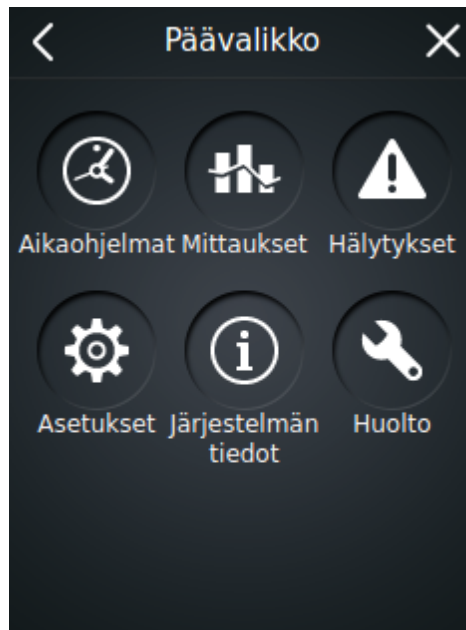 Päävalikko
Aikaohjelmat Mittaukset Hälytykset
Asetukset Järjestelmän Huolto
tiedot